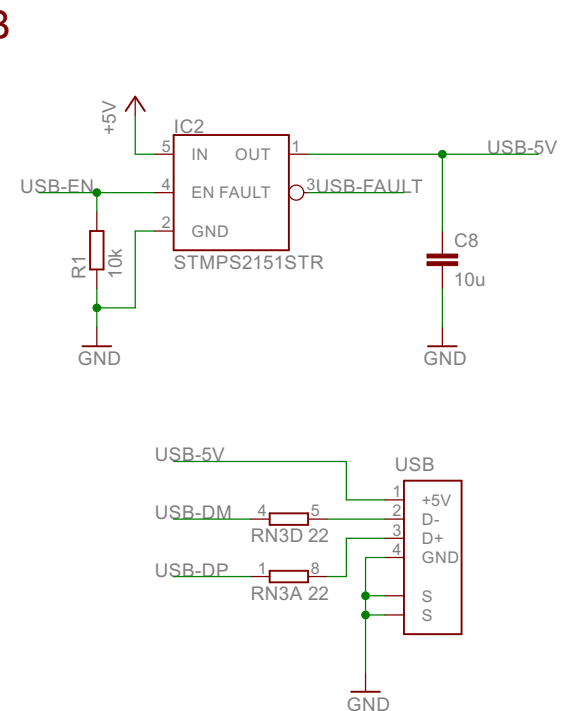 +5V
IC2
5
IN
OUT
1
USB-5V
USB-EN
4
EN
FAULT
3
USB-FAULT
2
GND
R1
10k
STMPS2151STR
C8
10u
GND
GND
USB-5V
USB
1
+5V
USB-DM
4
5
2
D-
RN3D 22
3
D+
4
GND
USB-DP
1
8
RN3A 22
S
S
GND